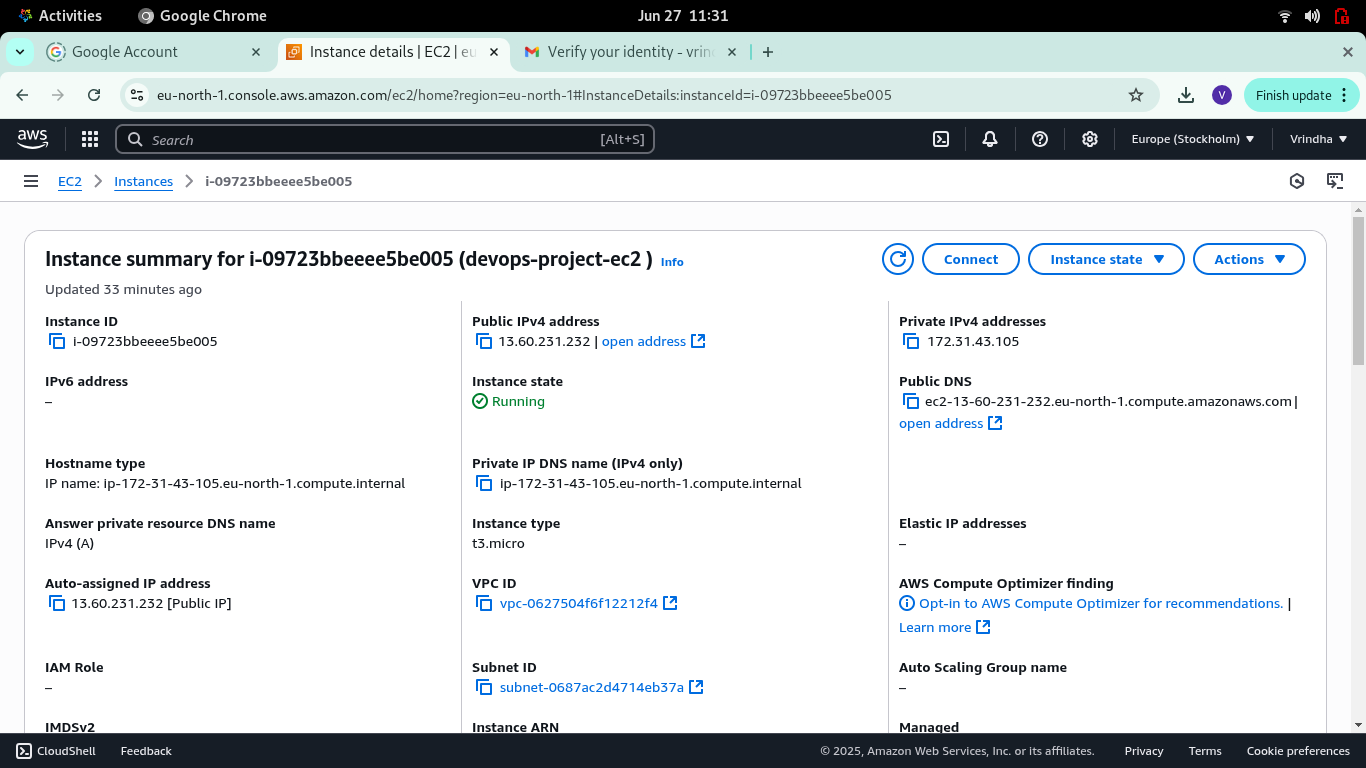 Activities
Google Chrome
Jun 27 11:31
Google Account
Instance details | EC2 | eu
Verify your identity - vrin
eu-north-1.console.aws.amazon.com/ec2/home?region=eu-north-1#InstanceDetails:instanceId=i-09723bbeeee5be005
V
Finish update
aws
Search
[Alt+S]
Europe (Stockholm)
Vrindha
EC2
Instances
i-09723bbeeee5be005
Instance summary for i-09723bbeeee5be005 (devops-project-ec2 )
Info
Connect
Instance state
Actions
Updated 33 minutes ago
Instance ID
i-09723bbeeee5be005
Public IPv4 address
13.60.231.232 | open address
Private IPv4 addresses
172.31.43.105
IPv6 address
–
Instance state
Running
Public DNS
ec2-13-60-231-232.eu-north-1.compute.amazonaws.com |
open address
Hostname type
IP name: ip-172-31-43-105.eu-north-1.compute.internal
Private IP DNS name (IPv4 only)
ip-172-31-43-105.eu-north-1.compute.internal
Answer private resource DNS name
IPv4 (A)
Instance type
t3.micro
Elastic IP addresses
–
Auto-assigned IP address
13.60.231.232 [Public IP]
VPC ID
vpc-0627504f6f12212f4
AWS Compute Optimizer finding
Opt-in to AWS Compute Optimizer for recommendations. |
Learn more
IAM Role
–
Subnet ID
subnet-0687ac2d4714eb37a
Auto Scaling Group name
–
IMDSv2
Instance ARN
Managed
CloudShell
Feedback
© 2025, Amazon Web Services, Inc. or its affiliates.
Privacy
Terms
Cookie preferences